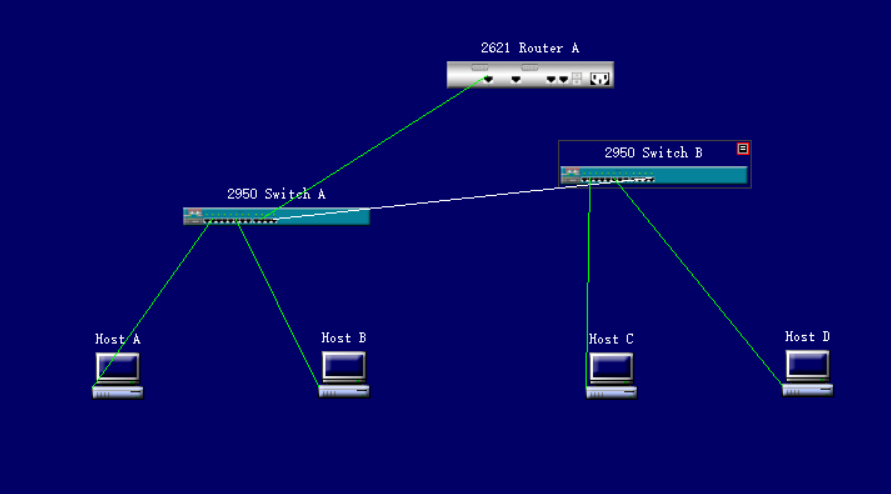 2621 Router A
2950 Switch B
2950 Switch A
Host A
Host B
Host C
Host D